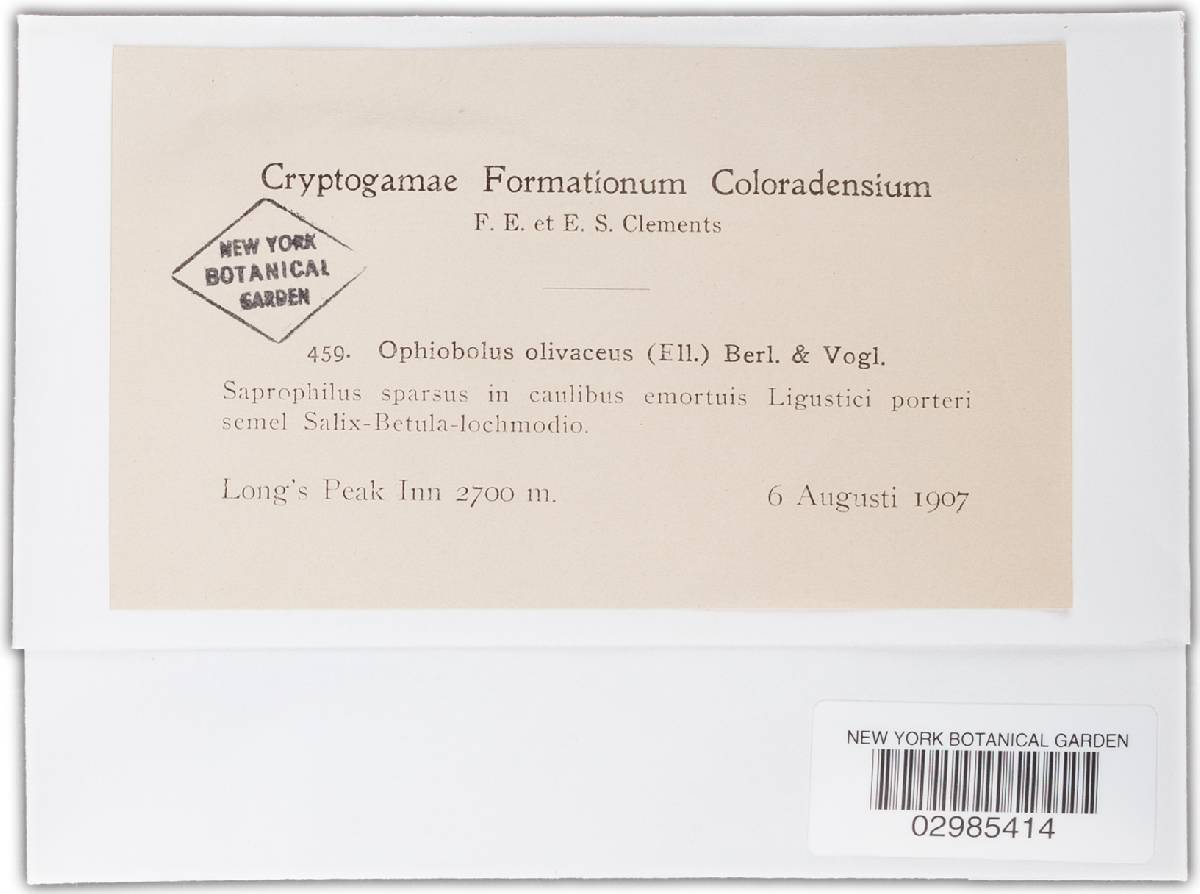 Cryptogamae Formationum Coloradensium
F. E. et E. S. Clements
NEW YORK
BOTANICAL
GARDEN
459. Ophiobolus olivaceus (Ell.) Berl. & Vogl.
Saprophilus sparsus in caulibus emortuis Ligustici porteri
semel Salix-Betula-lochmodio.
Long's Peak Inn 2700 m. 6 Augusti 1907
NEW YORK BOTANICAL GARDEN
02985414